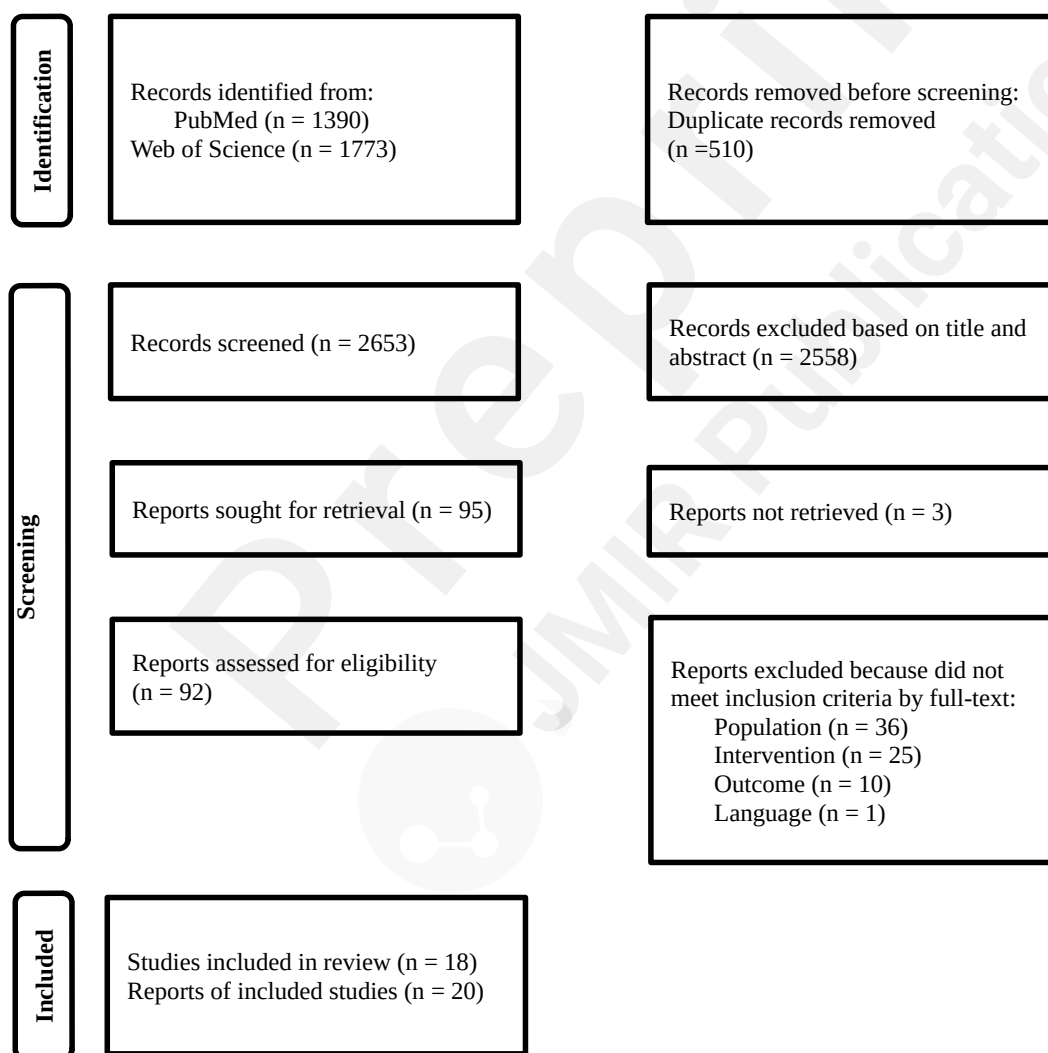 Identification
Records identified from:
PubMed (n = 1390)
Web of Science (n = 1773)
Records removed before screening:
Duplicate records removed
(n =510)
Screening
Records screened (n = 2653)
Records excluded based on title and
abstract (n = 2558)
Reports sought for retrieval (n = 95)
Reports not retrieved (n = 3)
Reports assessed for eligibility
(n = 92)
Reports excluded because did not
meet inclusion criteria by full-text:
Population (n = 36)
Intervention (n = 25)
Outcome (n = 10)
Language (n = 1)
Included
Studies included in review (n = 18)
Reports of included studies (n = 20)
JMIR